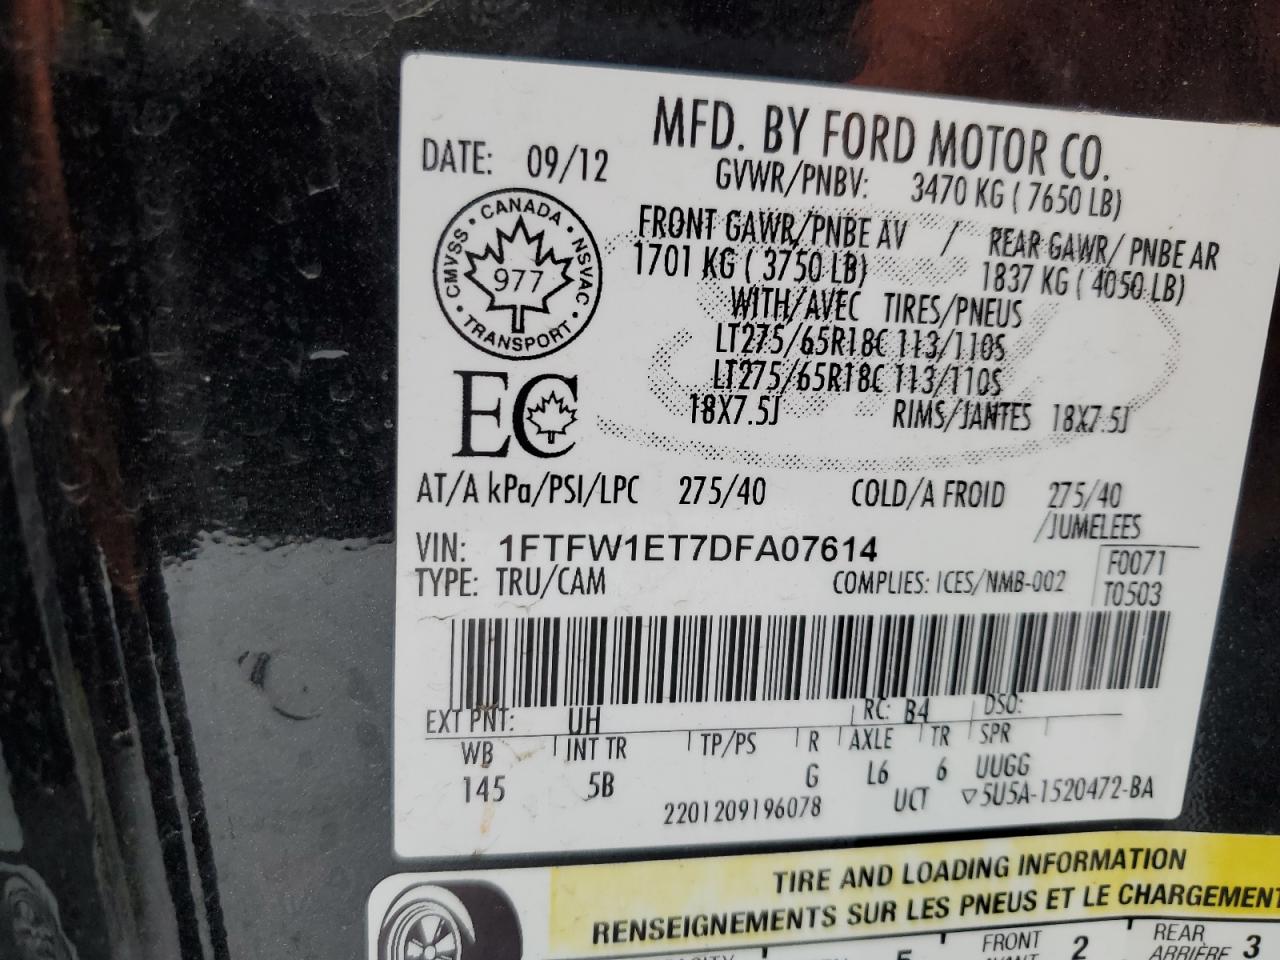 MFD. BY FORD MOTOR CO.
DATE: 09/12
GVWR/PNBV: 3470 KG ( 7650 LB)
FRONT GAWR/PNBE AV / REAR GAWR/ PNBE AR
1701 KG ( 3750 LB) 1837 KG ( 4050 LB)
WITH/AVEC TIRES/PNEUS
LT275/65R18C 113/110S
LT275/65R18C 113/110S
18X7.5J RIMS/JANTES 18X7.5J
CANADA · NSVAC · TRANSPORT · CMVSS
977
EC
AT/A kPa/PSI/LPC 275/40 COLD/A FROID 275/40
/JUMELEES
VIN: 1FTFW1ET7DFA07614
F0071
TYPE: TRU/CAM COMPLIES: ICES/NMB-002
T0503
EXT PNT: UH RC: B4 DSO:
WB INT TR TP/PS R AXLE TR SPR
145 5B G L6 6 UUGG
2201209196078 UCT ▽5U5A-1520472-BA
TIRE AND LOADING INFORMATION
RENSEIGNEMENTS SUR LES PNEUS ET LE CHARGEMENT
FRONT 2 REAR 3
ARRIÈRE